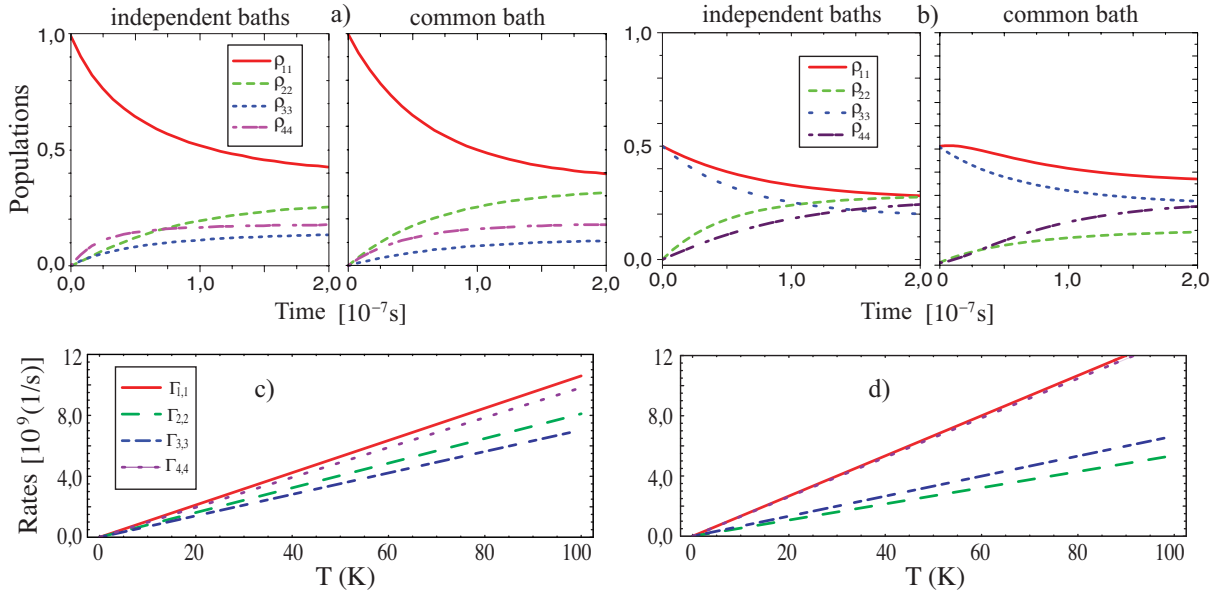 independent baths a) common bath independent baths b) common bath
1,0 1,0
Populations
ρ11
ρ22
ρ33
ρ44
ρ11
ρ22
ρ33
ρ44
0,5 0,5
0,0 0,0
0,0 1,0 0,0 1,0 2,0 0,0 1,0 0,0 1,0 2,0
Time [10⁻⁷s] Time [10⁻⁷s]
12 12
c) d)
Γ1,1
Γ2,2
Γ3,3
Γ4,4
Rates [10⁹(1/s)]
8,0 8,0
4,0 4,0
0,0 0,0
0 20 40 60 80 100 0 20 40 60 80 100
T (K) T (K)